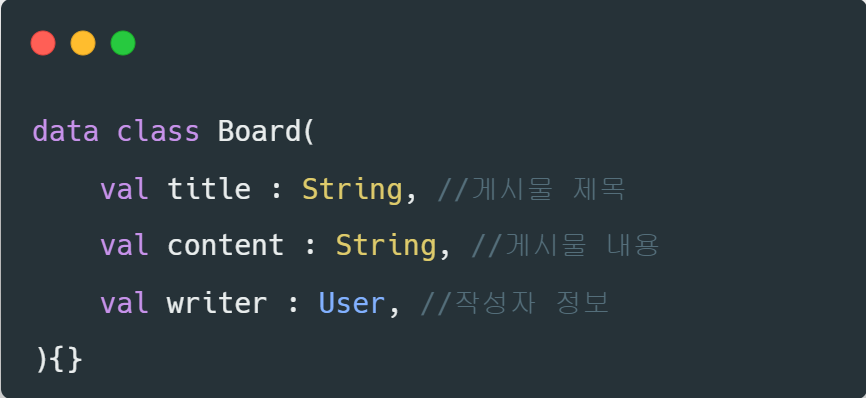 data class Board(
    val title : String, //게시물 제목
    val content : String, //게시물 내용
    val writer : User, //작성자 정보
){}